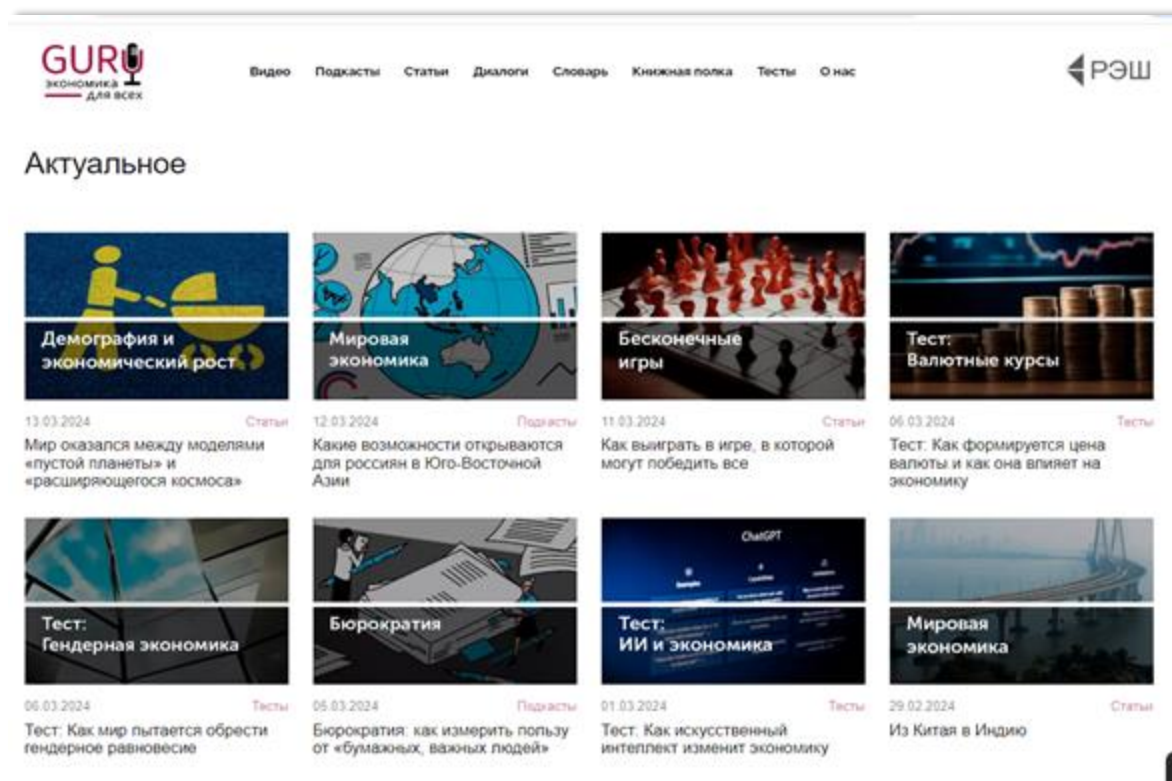 GURU
экономика
для всех
Видео Подкасты Статьи Диалоги Словарь Книжная полка Тесты О нас
РЭШ
Актуальное
Демография и
экономический рост
13.03.2024 Статьи
Мир оказался между моделями
«пустой планеты» и
«расширяющегося космоса»
Мировая
экономика
12.03.2024 Подкасты
Какие возможности открываются
для россиян в Юго-Восточной
Азии
Бесконечные
игры
11.03.2024 Статьи
Как выиграть в игре, в которой
могут победить все
Тест:
Валютные курсы
06.03.2024 Тесты
Тест: Как формируется цена
валюты и как она влияет на
экономику
Тест:
Гендерная экономика
06.03.2024 Тесты
Тест: Как мир пытается обрести
гендерное равновесие
Бюрократия
05.03.2024 Подкасты
Бюрократия: как измерить пользу
от «бумажных, важных людей»
ChatGPT
Examples
Тест:
ИИ и экономика
01.03.2024 Тесты
Тест: Как искусственный
интеллект изменит экономику
Мировая
экономика
29.02.2024 Статьи
Из Китая в Индию